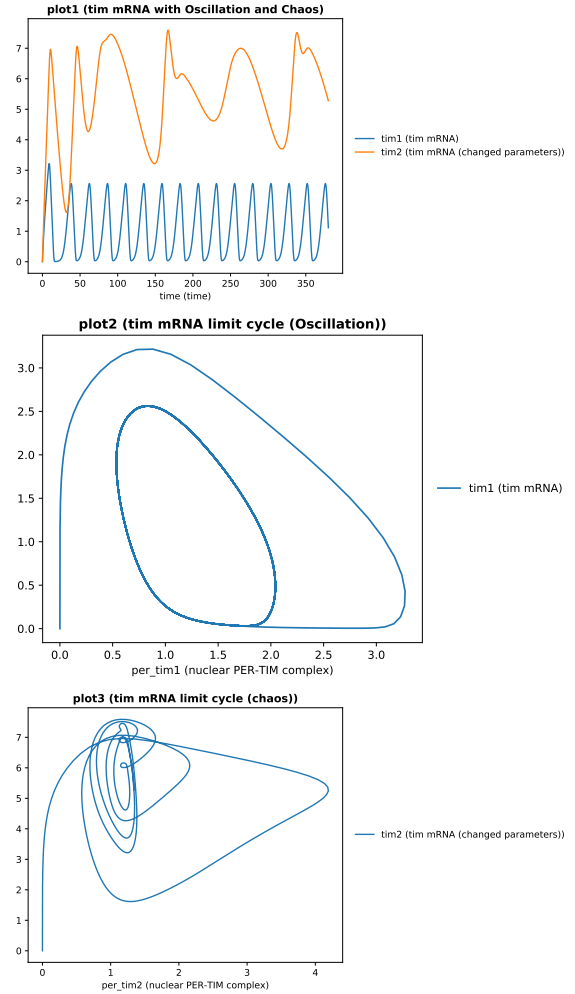 plot1 (tim mRNA with Oscillation and Chaos)
7
6
5
4
3
2
1
0
0 50 100 150 200 250 300 350
time (time)
tim1 (tim mRNA)
tim2 (tim mRNA (changed parameters))
plot2 (tim mRNA limit cycle (Oscillation))
3.0
2.5
2.0
1.5
1.0
0.5
0.0
0.0 0.5 1.0 1.5 2.0 2.5 3.0
per_tim1 (nuclear PER-TIM complex)
tim1 (tim mRNA)
plot3 (tim mRNA limit cycle (chaos))
7
6
5
4
3
2
1
0
0 1 2 3 4
per_tim2 (nuclear PER-TIM complex)
tim2 (tim mRNA (changed parameters))